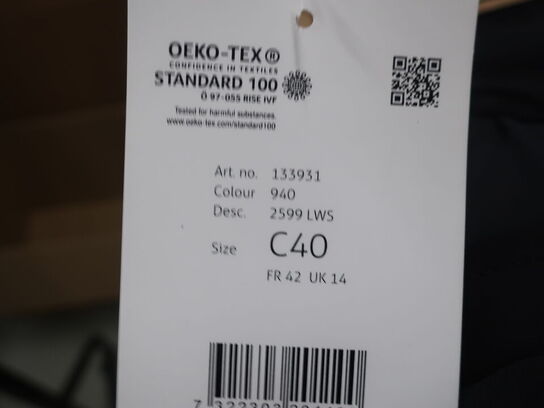 OEKO-TEX®
CONFIDENCE IN TEXTILES
STANDARD 100
Ö 97-055 RISE IVF
Tested for harmful substances.
www.oeko-tex.com/standard100
Art. no. 133931
Colour 940
Desc. 2599 LWS
Size C40
FR 42 UK 14